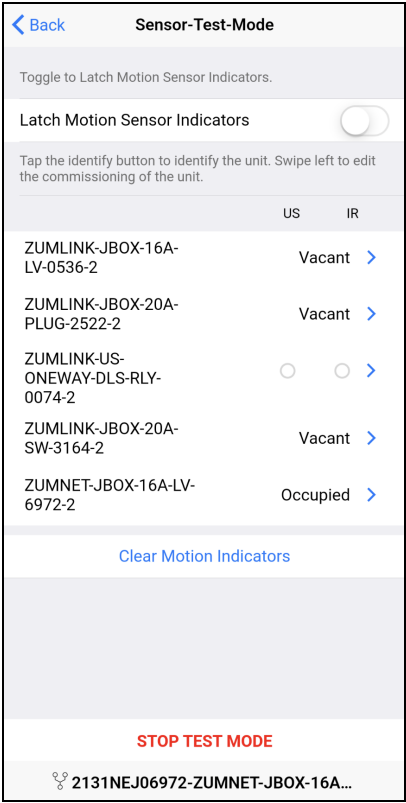 Back
Sensor-Test-Mode
Toggle to Latch Motion Sensor Indicators.
Latch Motion Sensor Indicators
Tap the identify button to identify the unit. Swipe left to edit
the commissioning of the unit.
US IR
ZUMLINK-JBOX-16A-
LV-0536-2
Vacant
ZUMLINK-JBOX-20A-
PLUG-2522-2
Vacant
ZUMLINK-US-
ONEWAY-DLS-RLY-
0074-2
ZUMLINK-JBOX-20A-
SW-3164-2
Vacant
ZUMNET-JBOX-16A-LV-
6972-2
Occupied
Clear Motion Indicators
STOP TEST MODE
2131NEJ06972-ZUMNET-JBOX-16A...